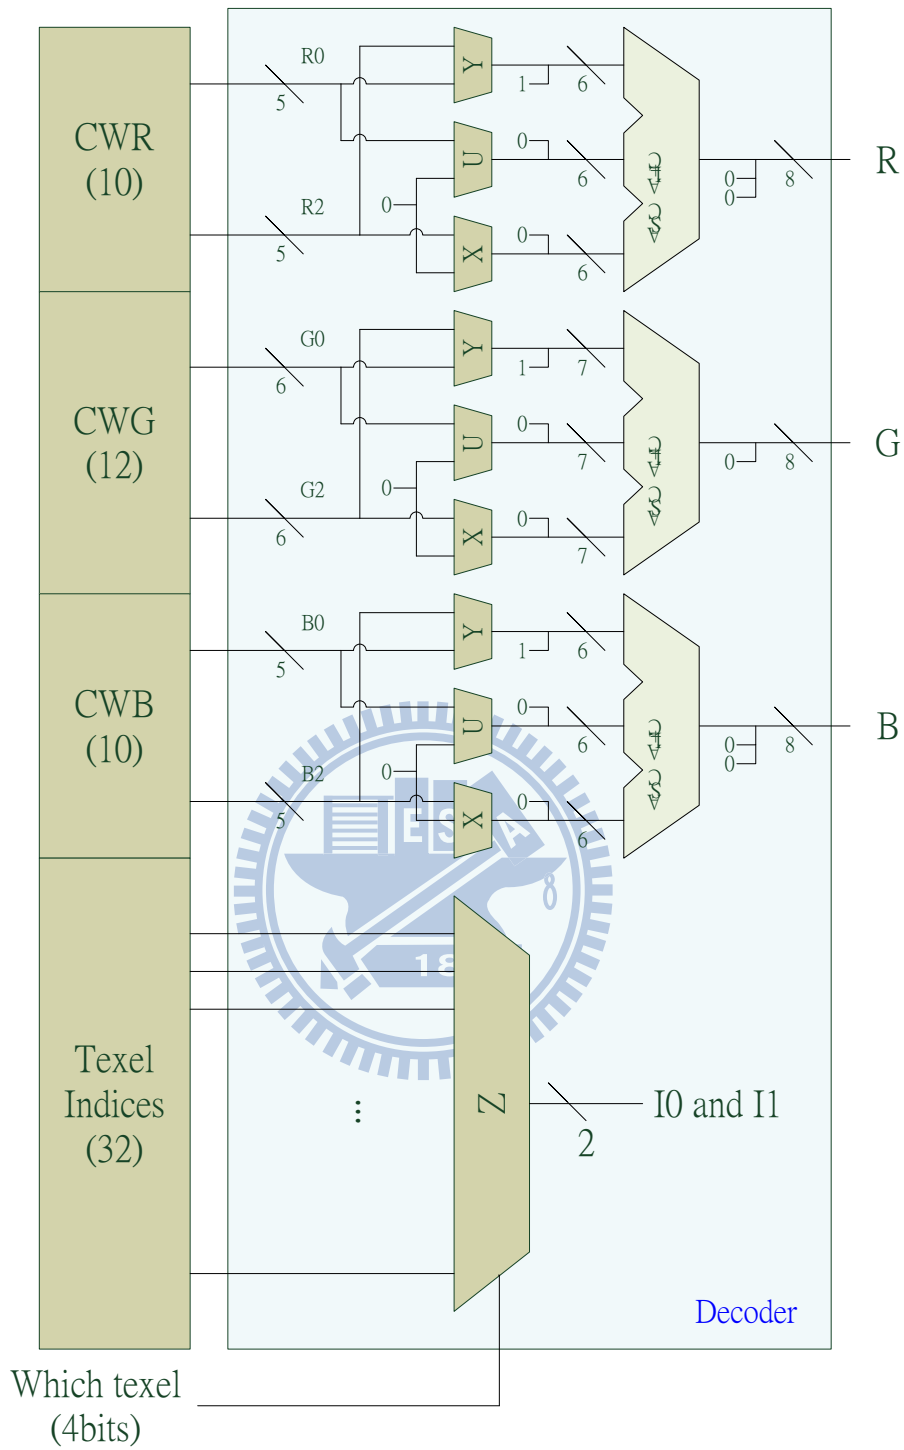 CWR
(10)
R0
5
R2
5
0
Y
1
6
U
0
6
X
0
6
0
0
8
R
CWG
(12)
G0
6
G2
6
0
Y
1
7
U
0
7
X
0
7
0
8
G
CWB
(10)
B0
5
B2
5
0
Y
1
6
U
0
6
X
0
6
0
0
8
B
Texel
Indices
(32)
...
Z
2
I0 and I1
Decoder
Which texel
(4bits)
E S A